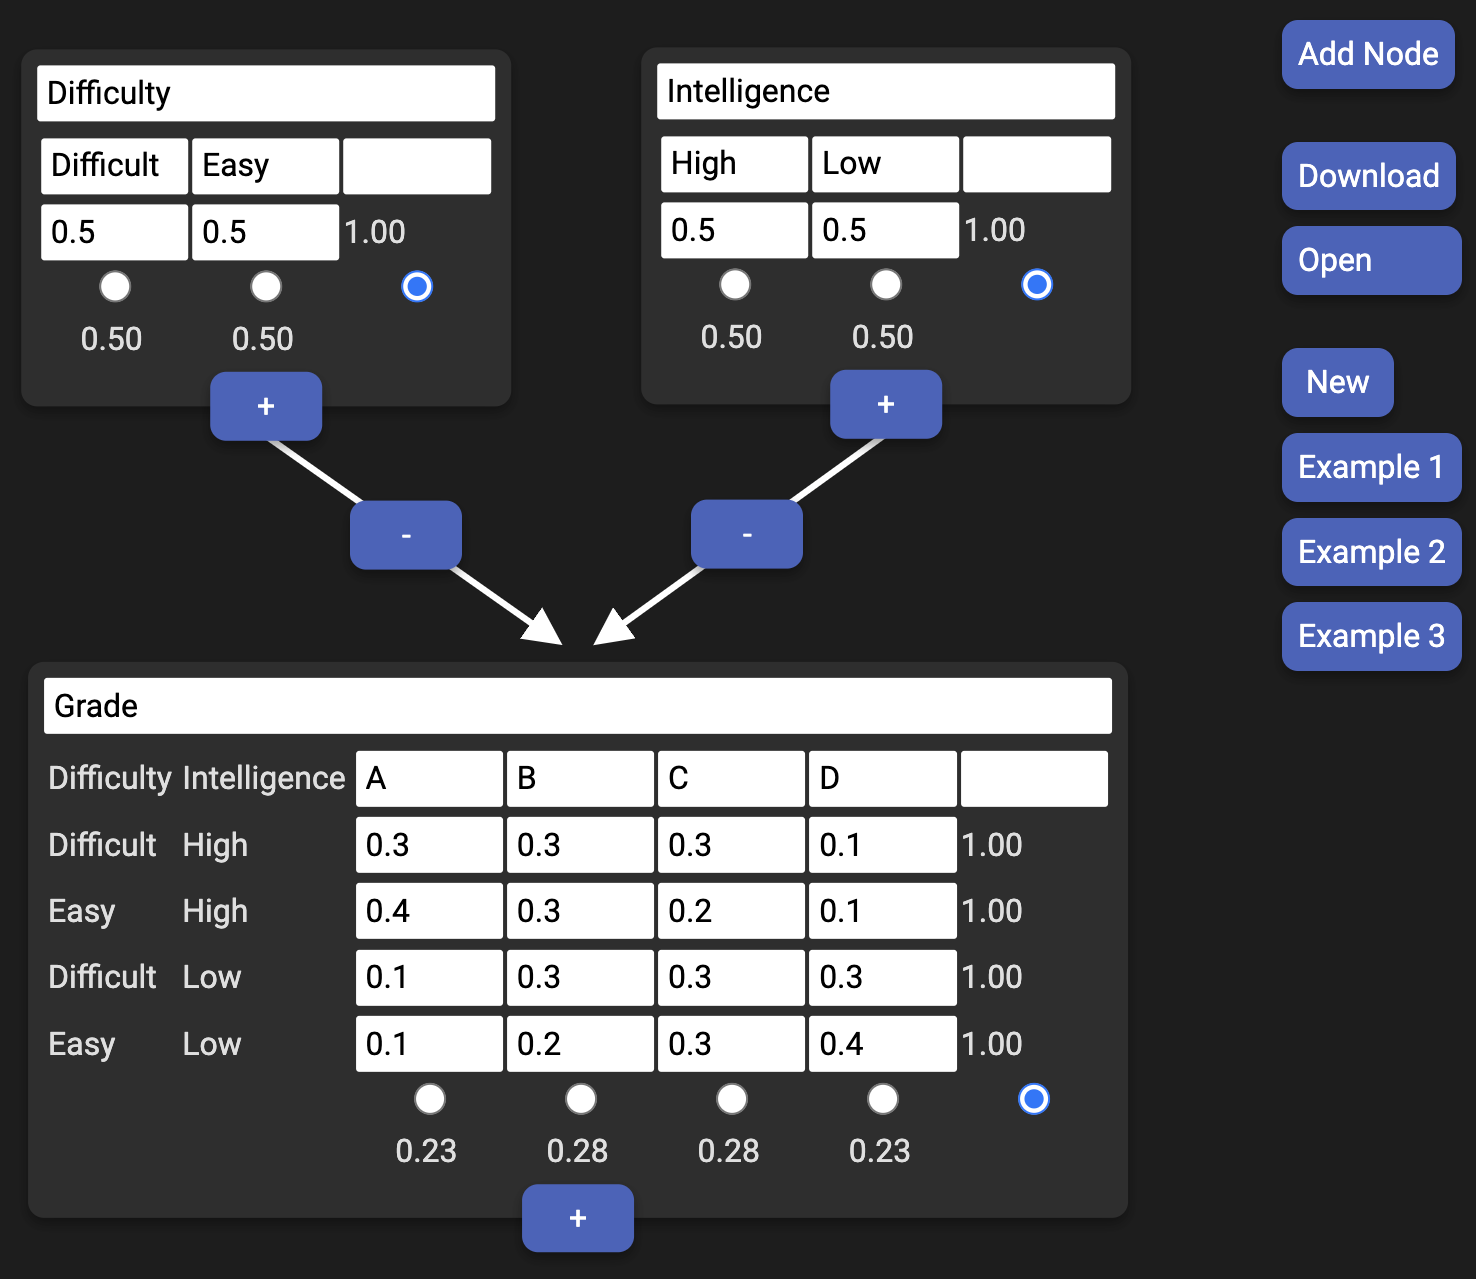 Difficulty
Difficult Easy
0.5 0.5 1.00
0.50 0.50
+
Intelligence
High Low
0.5 0.5 1.00
0.50 0.50
+
-
-
Grade
Difficulty Intelligence A B C D
Difficult High 0.3 0.3 0.3 0.1 1.00
Easy High 0.4 0.3 0.2 0.1 1.00
Difficult Low 0.1 0.3 0.3 0.3 1.00
Easy Low 0.1 0.2 0.3 0.4 1.00
0.23 0.28 0.28 0.23
+
Add Node
Download
Open
New
Example 1
Example 2
Example 3